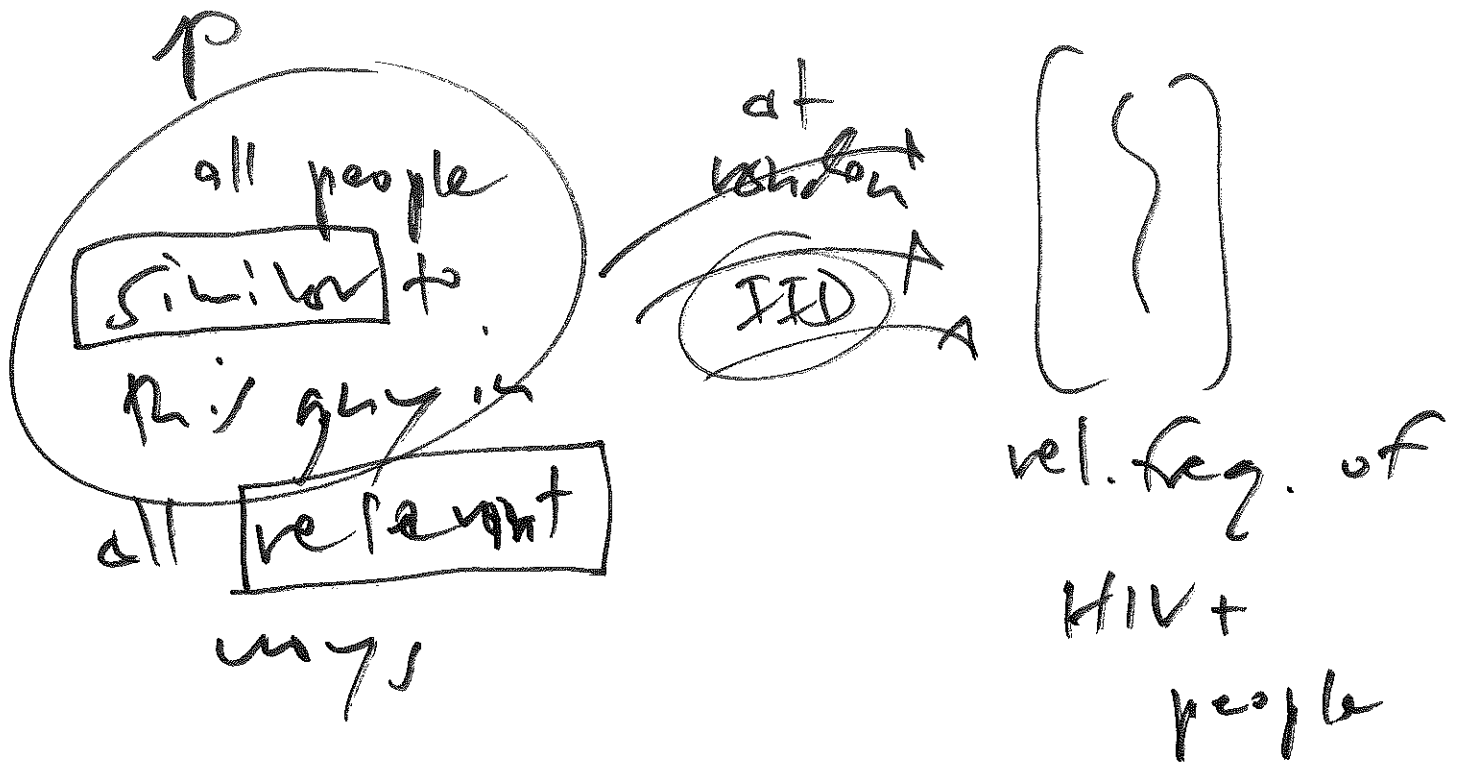 P
all people
similar to
this guy in
all relevant
ways
at
random
IID
rel. freq. of
HIV+
people